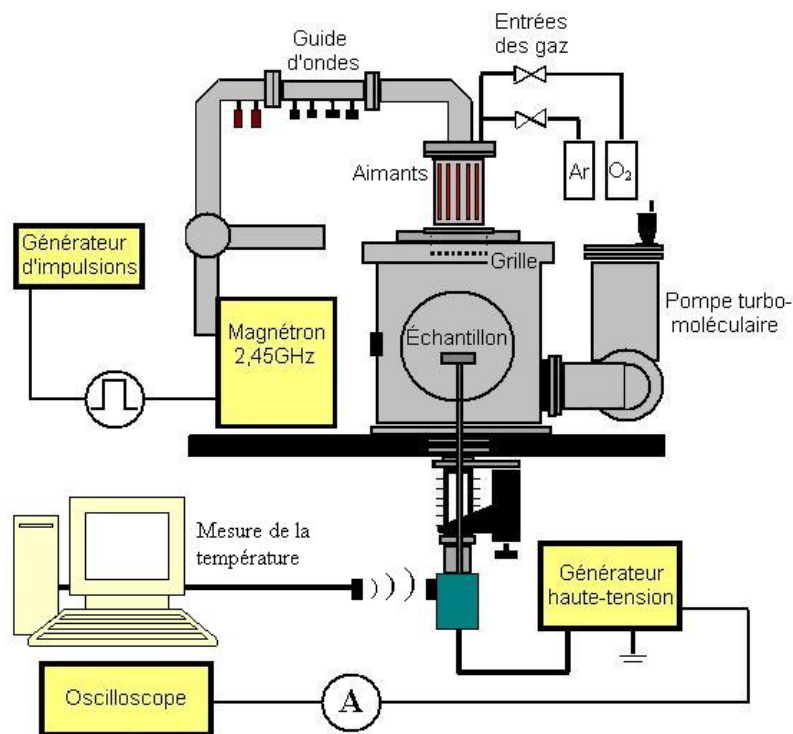 Guide
d'ondes
Entrées
des gaz
Aimants
Ar
O₂
Générateur
d'impulsions
Grille
Pompe turbo-
moléculaire
Magnétron
2,45GHz
Échantillon
Mesure de la
température
Générateur
haute-tension
Oscilloscope
A